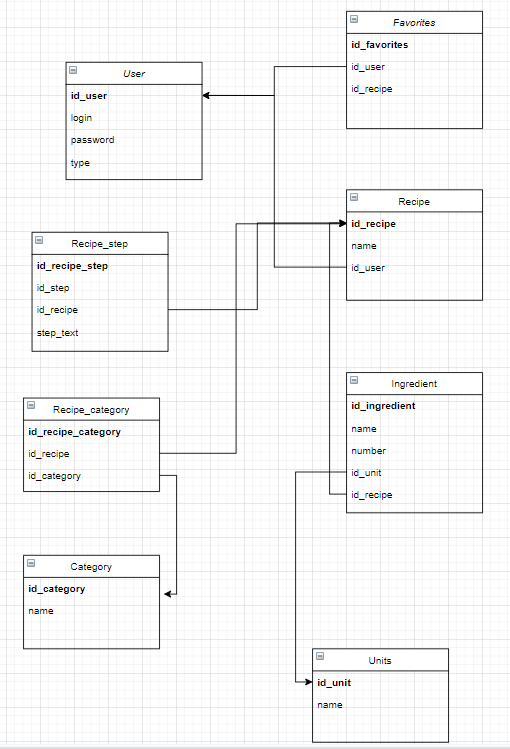 Favorites
id_favorites
id_user
id_recipe
User
id_user
login
password
type
Recipe
id_recipe
name
id_user
Recipe_step
id_recipe_step
id_step
id_recipe
step_text
Ingredient
id_ingredient
name
number
id_unit
id_recipe
Recipe_category
id_recipe_category
id_recipe
id_category
Category
id_category
name
Units
id_unit
name